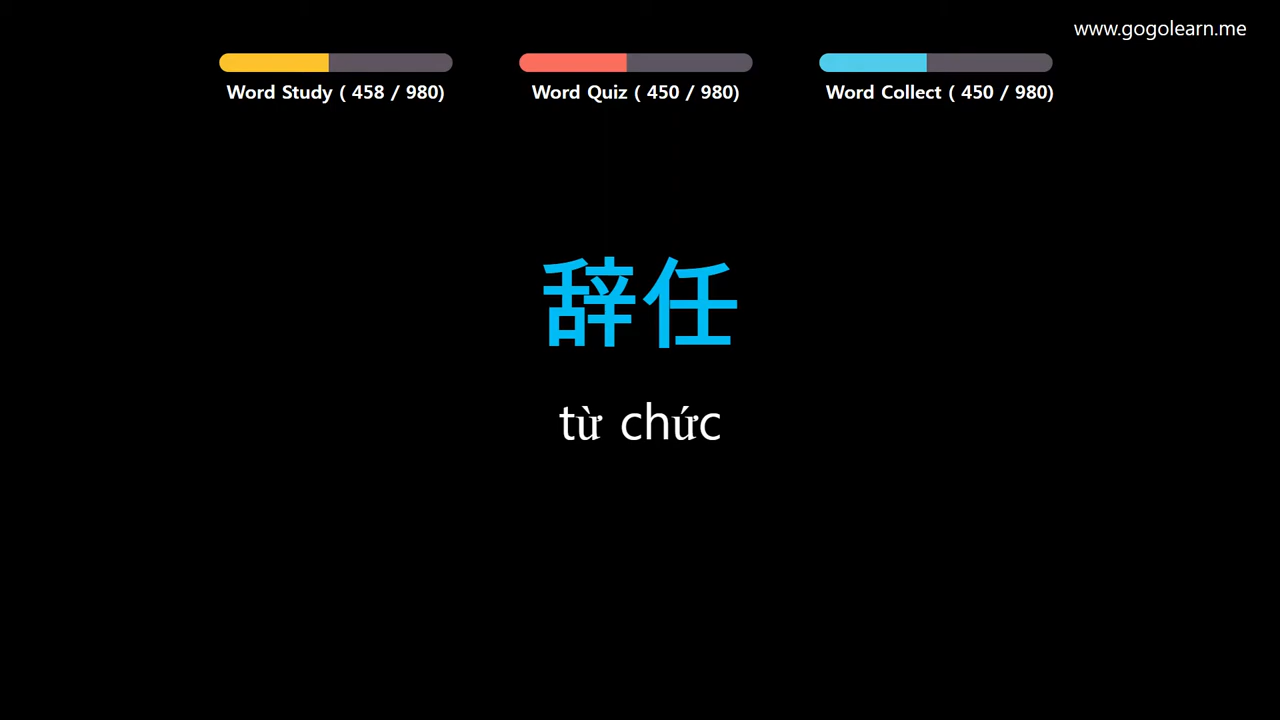 www.gogolearn.me
Word Study ( 458 / 980)
Word Quiz ( 450 / 980)
Word Collect ( 450 / 980)
辞任
từ chức